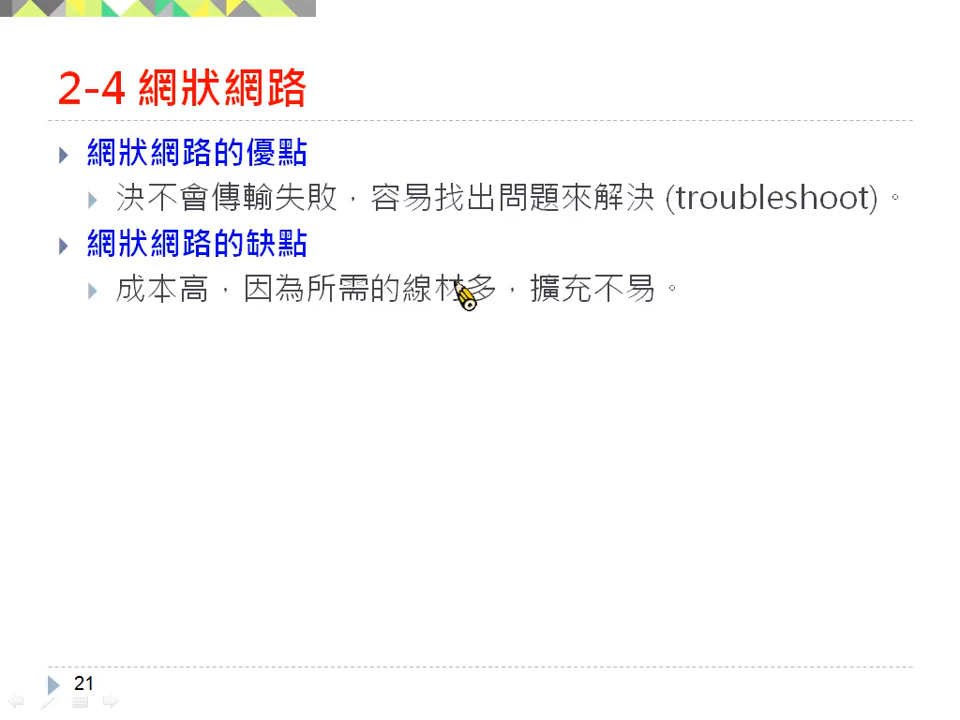 2-4 網狀網路
網狀網路的優點
決不會傳輸失敗，容易找出問題來解決 (troubleshoot)。
網狀網路的缺點
成本高，因為所需的線材多，擴充不易。
21